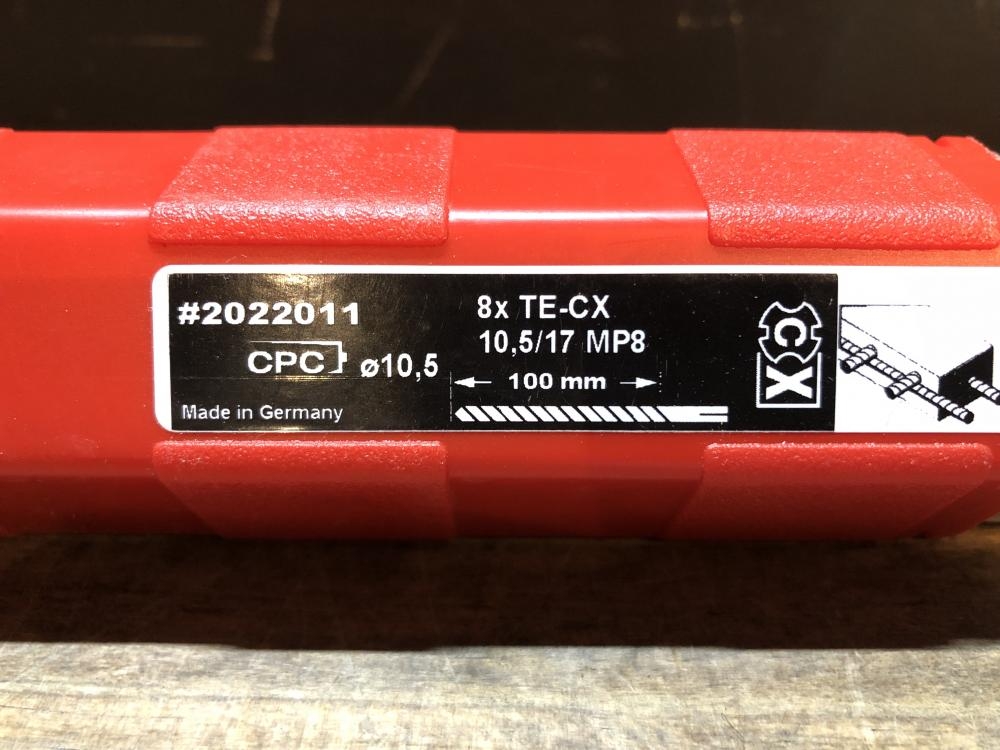 #2022011
CPC ø10,5
Made in Germany
8x TE-CX
10,5/17 MP8
100 mm
CX